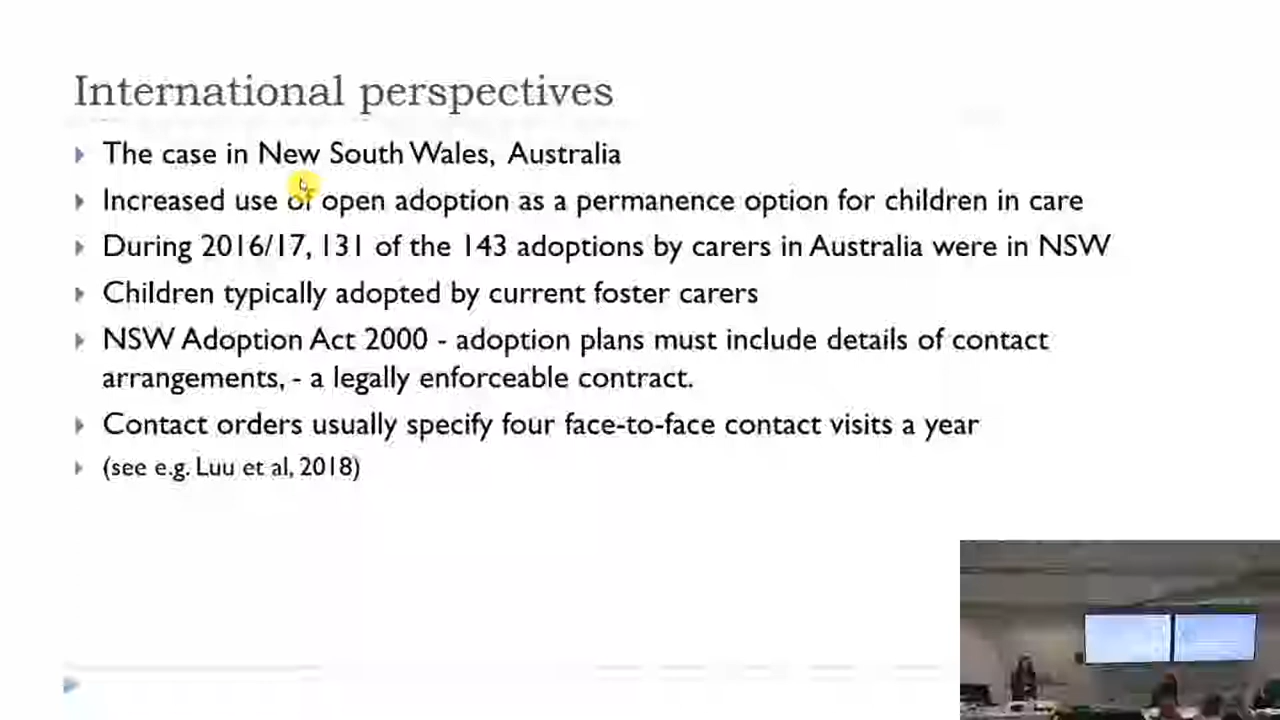 International perspectives
The case in New South Wales, Australia
Increased use of open adoption as a permanence option for children in care
During 2016/17, 131 of the 143 adoptions by carers in Australia were in NSW
Children typically adopted by current foster carers
NSW Adoption Act 2000 - adoption plans must include details of contact
arrangements, - a legally enforceable contract.
Contact orders usually specify four face-to-face contact visits a year
(see e.g. Luu et al, 2018)